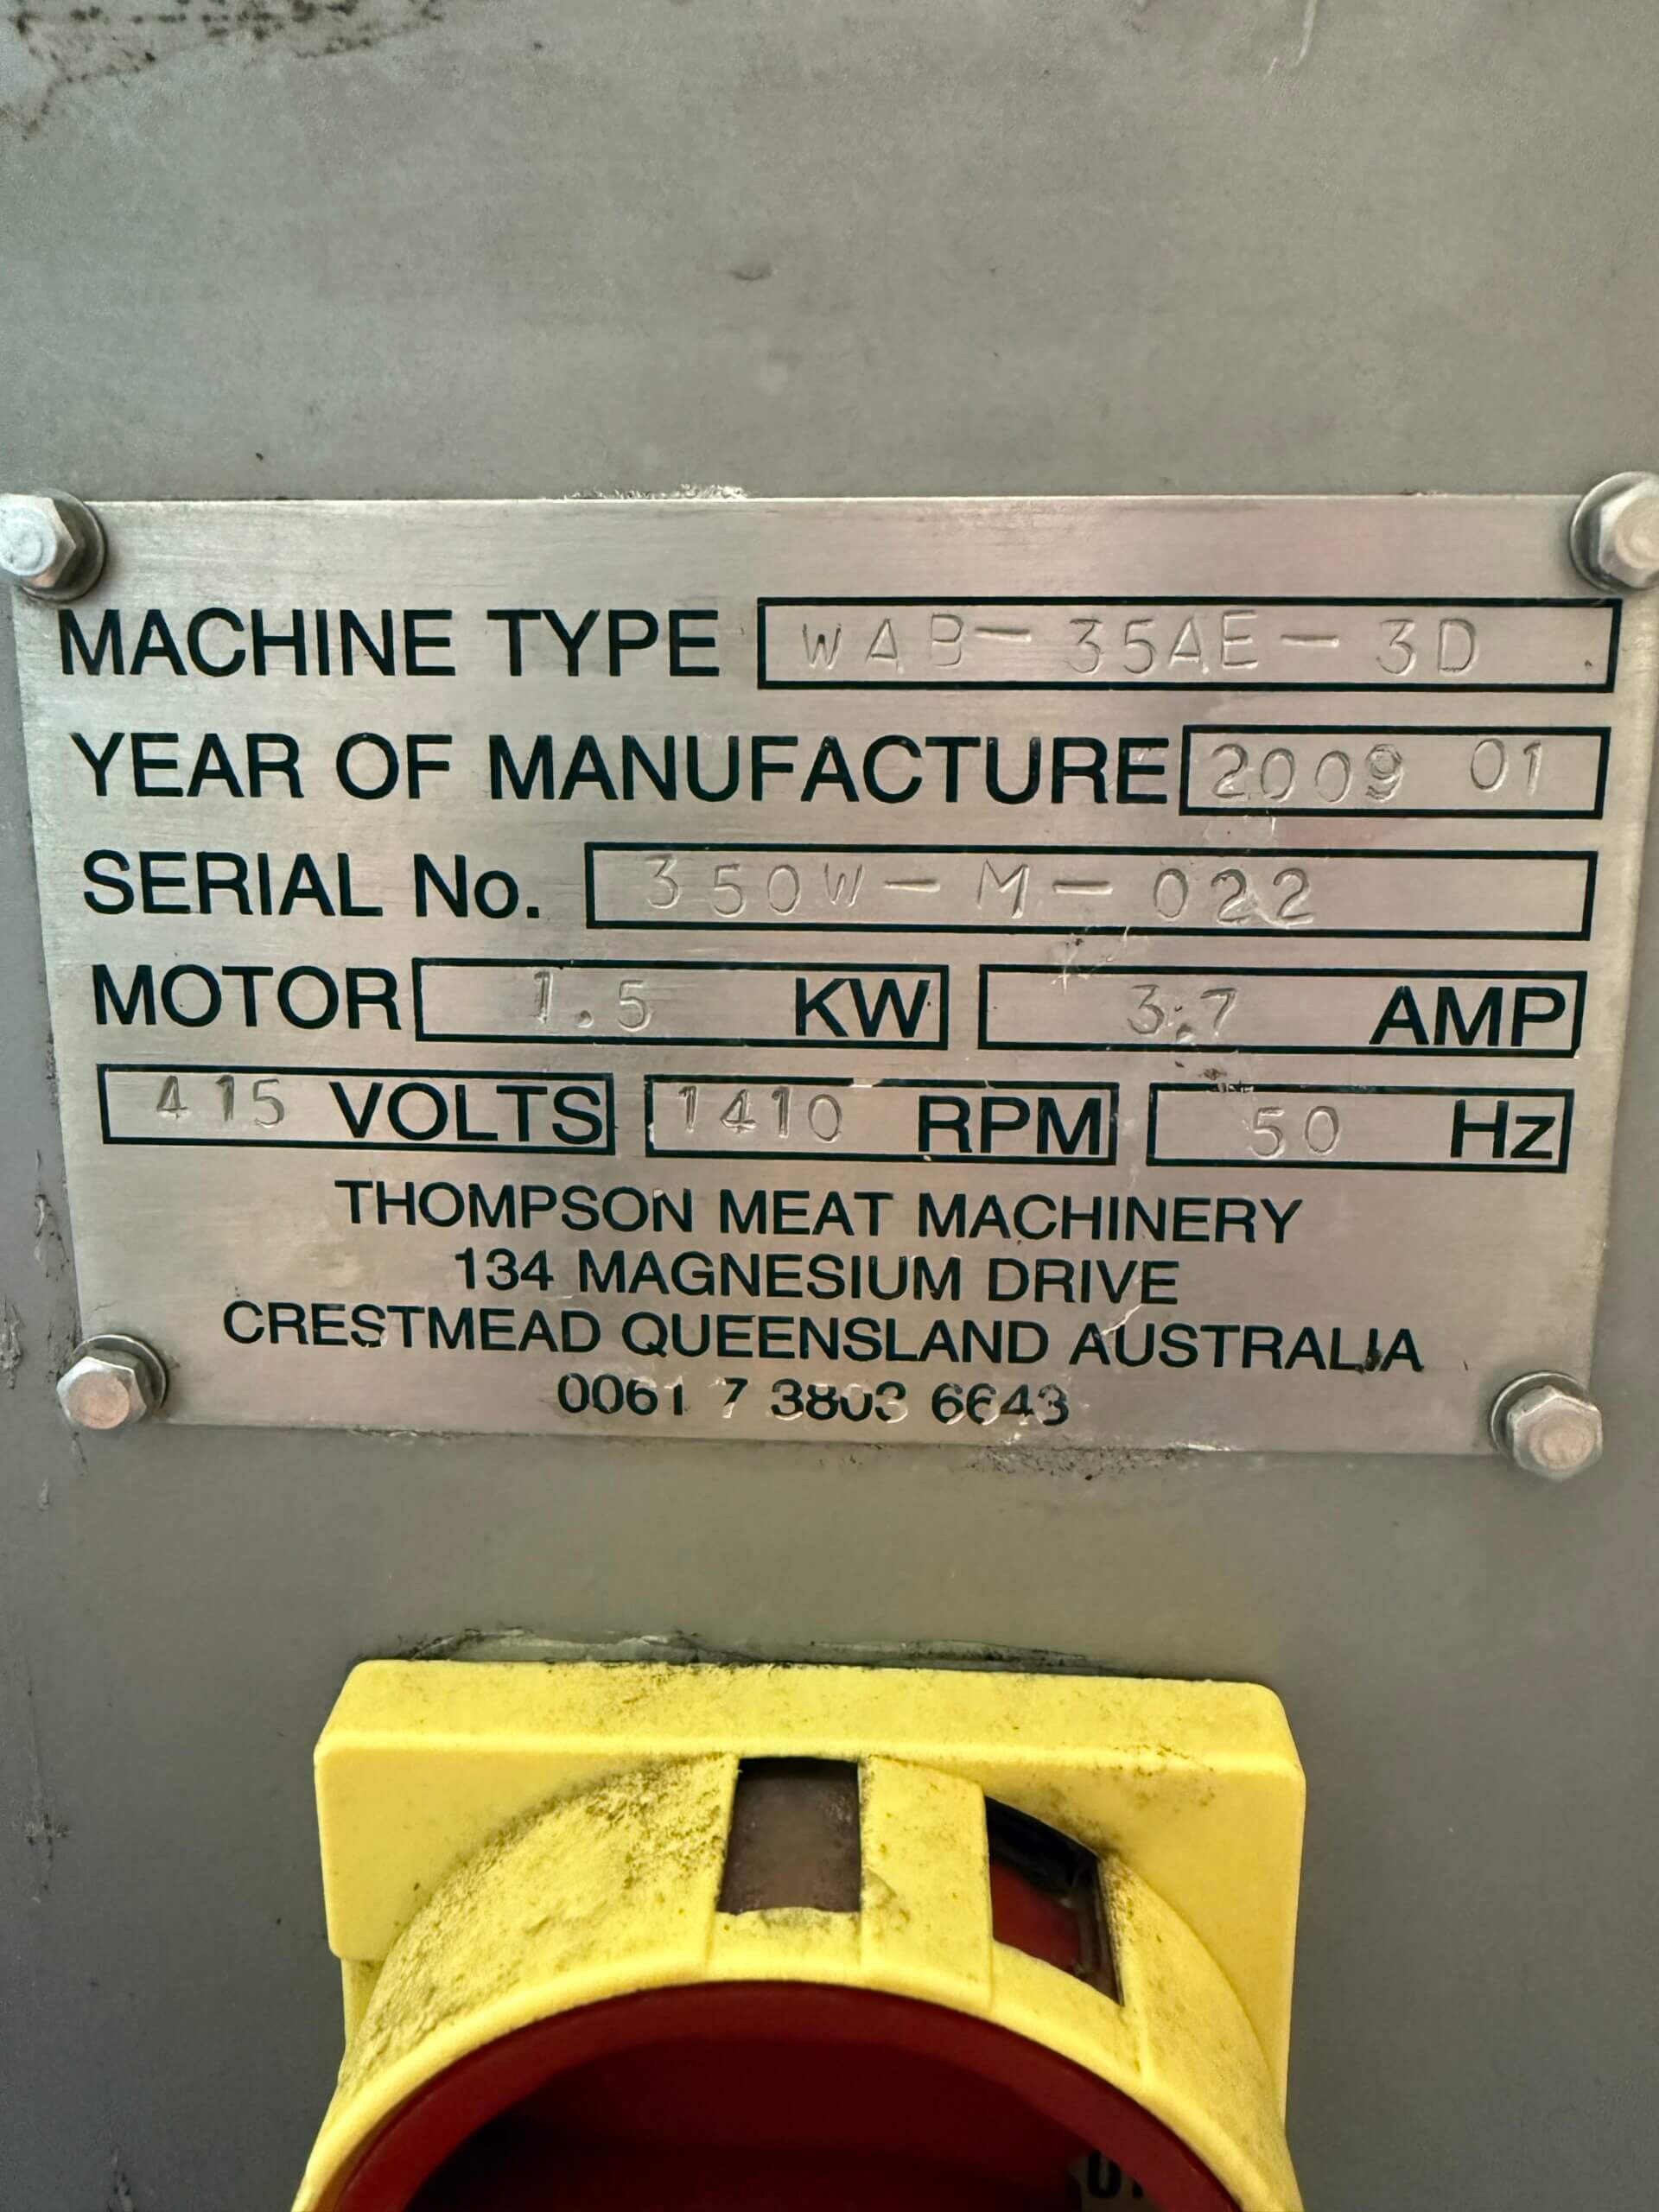 MACHINE TYPE WAB-35AE-3D
YEAR OF MANUFACTURE 2009 01
SERIAL No. 350W-M-022
MOTOR 1.5 KW 3.7 AMP
415 VOLTS 1410 RPM 50 Hz
THOMPSON MEAT MACHINERY
134 MAGNESIUM DRIVE
CRESTMEAD QUEENSLAND AUSTRALIA
0061 7 3803 6643